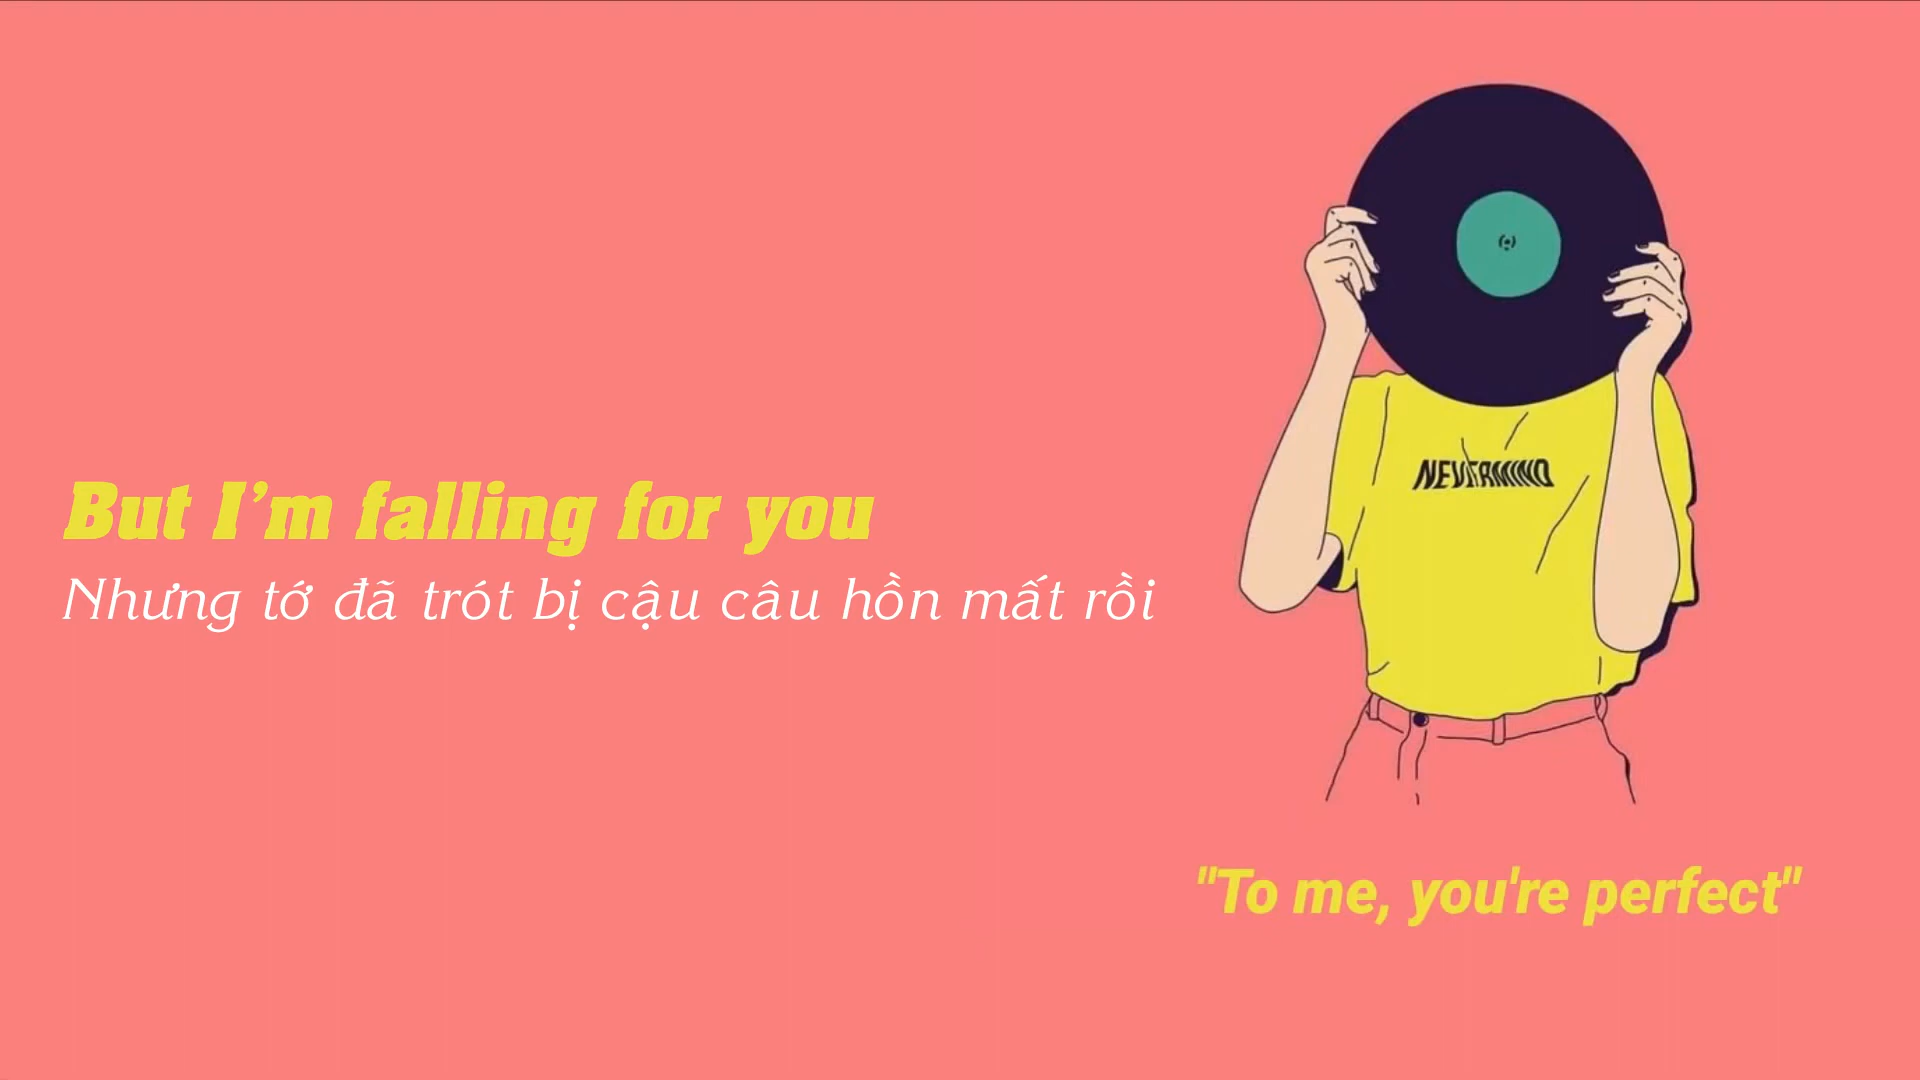 NEVERMIND
But I’m falling for you
Nhưng tớ đã trót bị cậu câu hồn mất rồi
"To me, you're perfect"